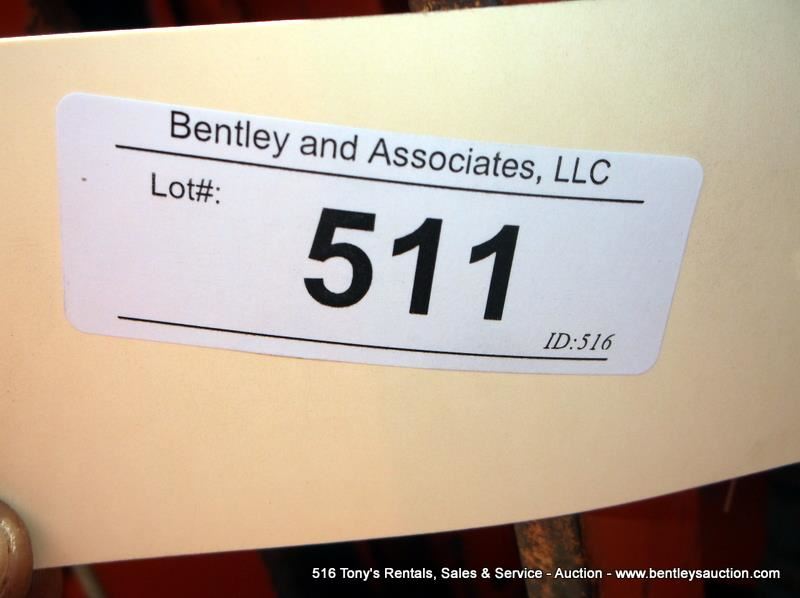 Bentley and Associates, LLC
Lot#:
511
ID:516
516 Tony's Rentals, Sales & Service - Auction - www.bentleysauction.com